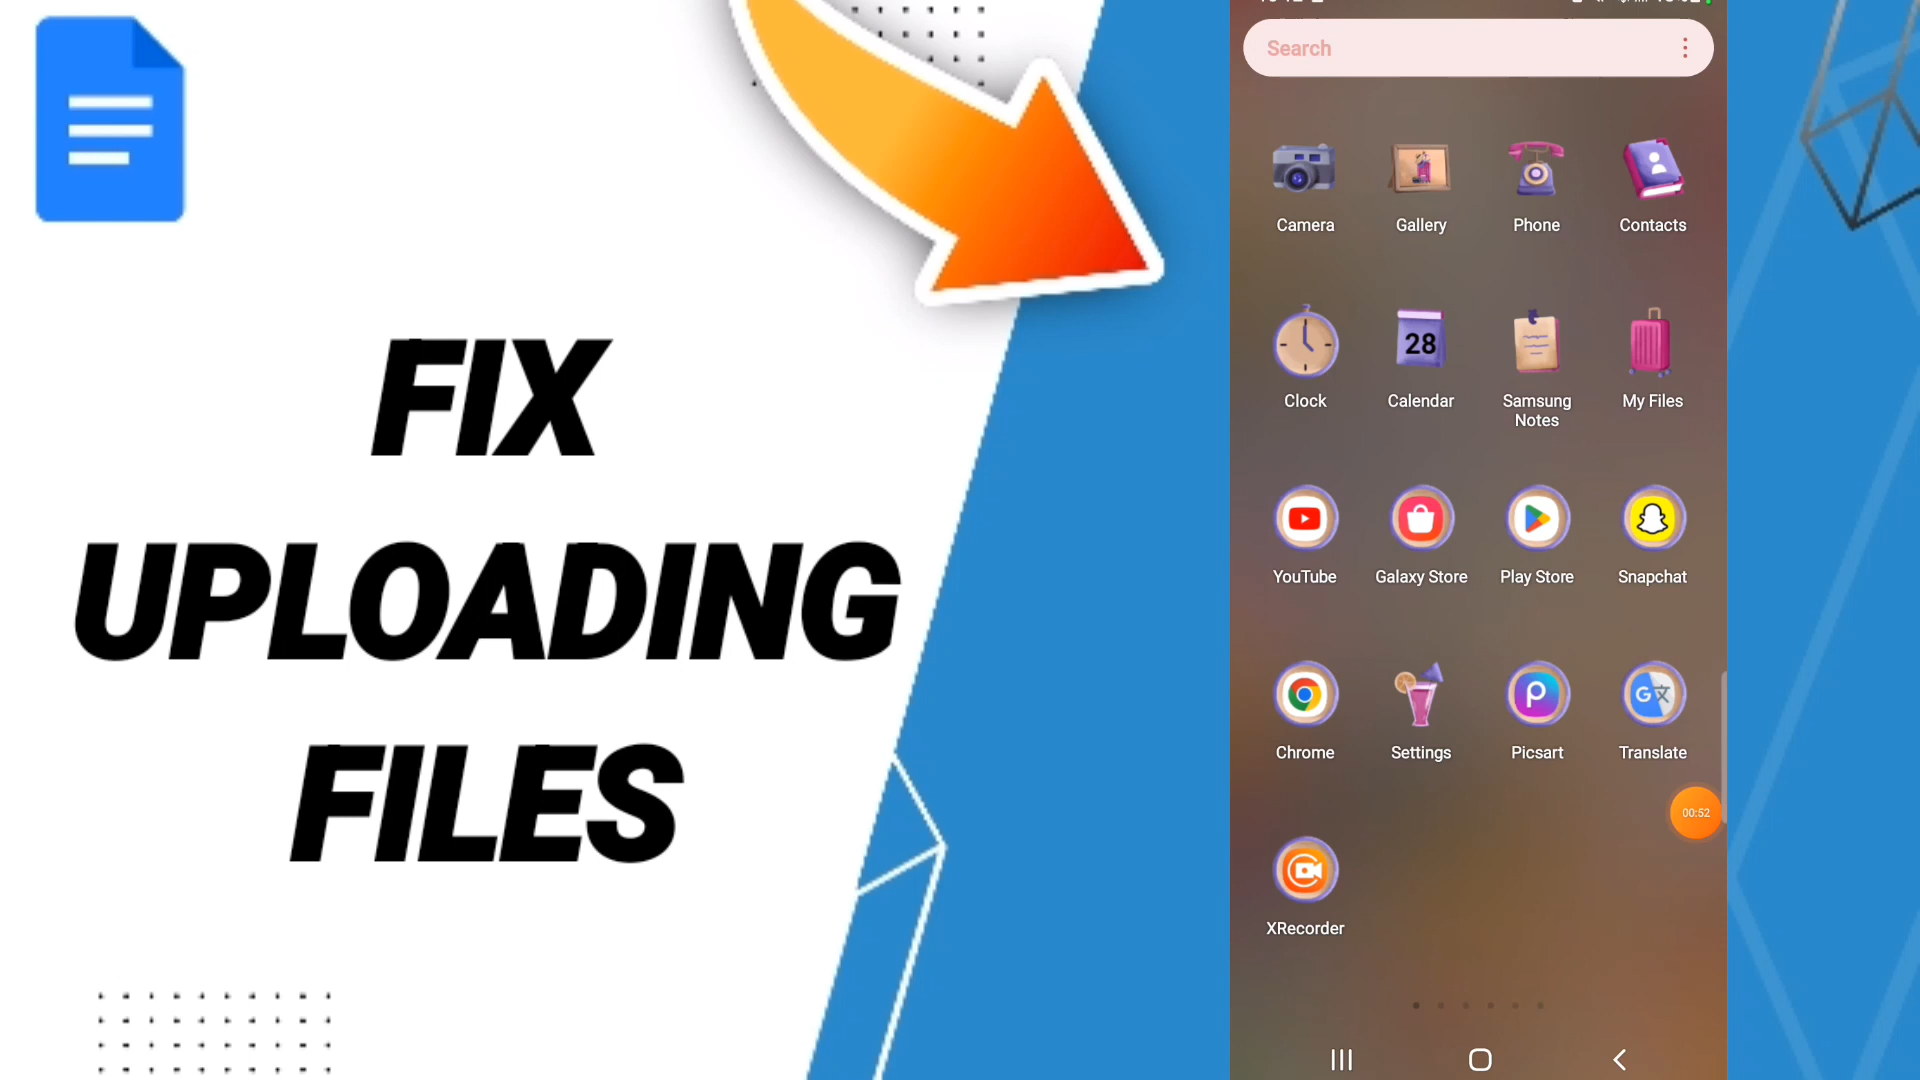 FIX
UPLOADING
FILES
Search
Camera
Gallery
Phone
Contacts
28
Clock
Calendar
Samsung
Notes
My Files
YouTube
Galaxy Store
Play Store
Snapchat
Chrome
Settings
Picsart
Translate
00:52
XRecorder